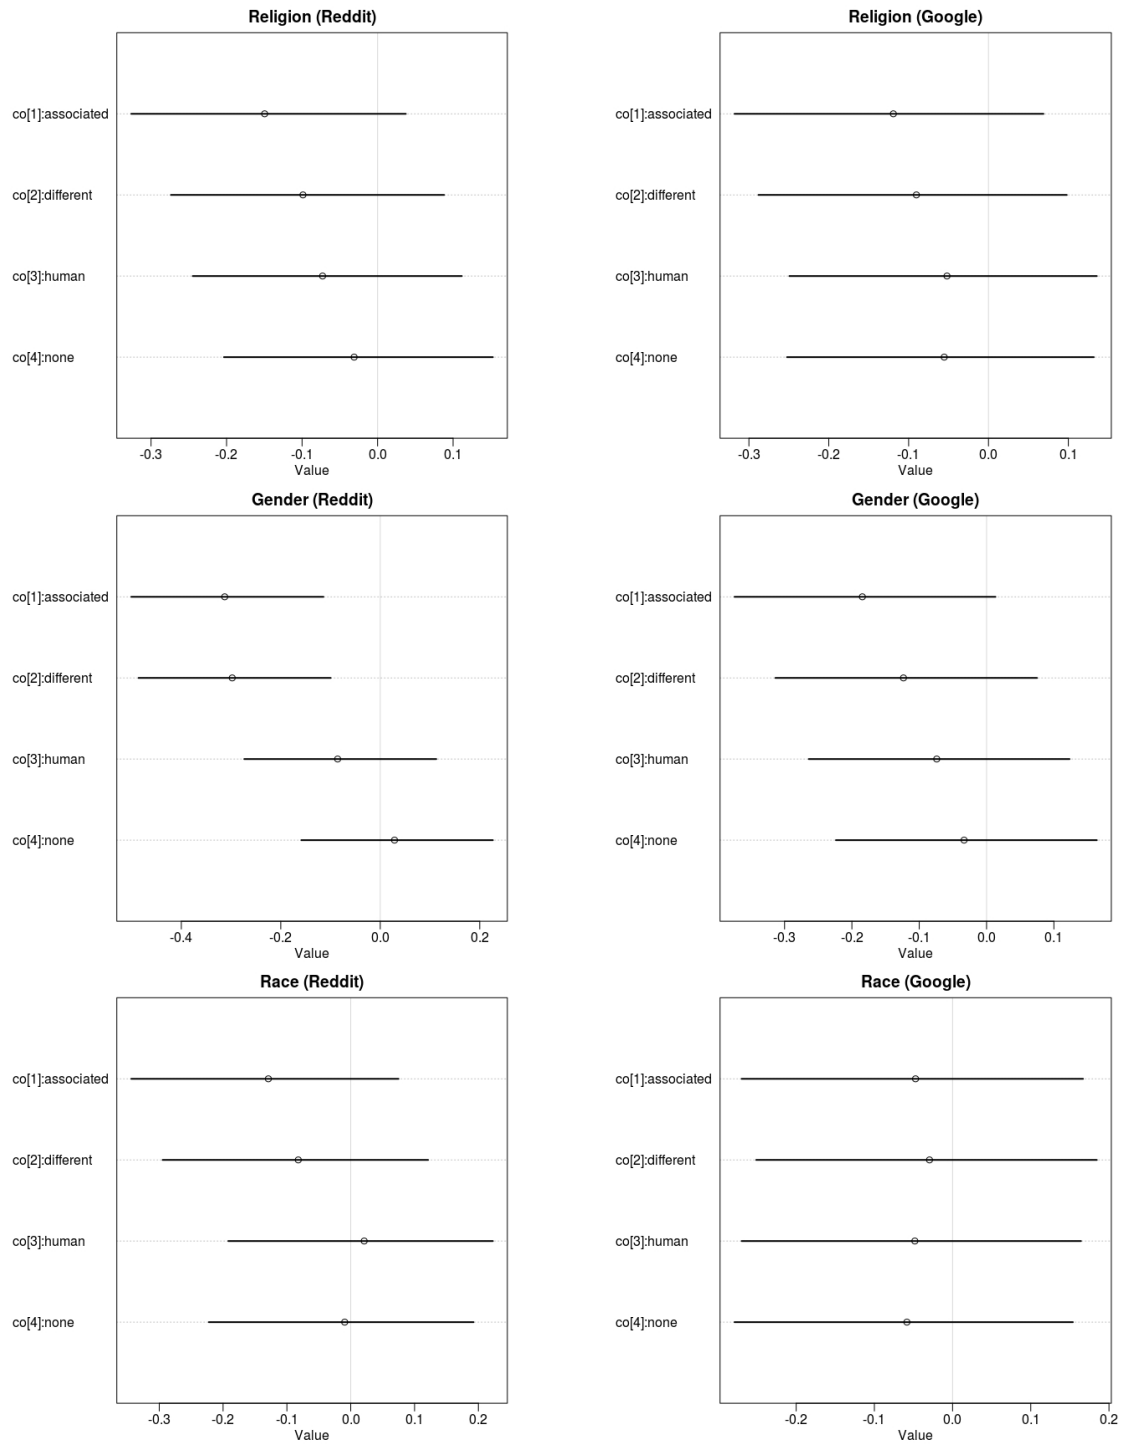 Religion (Reddit)
co[1]:associated
co[2]:different
co[3]:human
co[4]:none
-0.3 -0.2 -0.1 0.0 0.1
Value
Religion (Google)
co[1]:associated
co[2]:different
co[3]:human
co[4]:none
-0.3 -0.2 -0.1 0.0 0.1
Value
Gender (Reddit)
co[1]:associated
co[2]:different
co[3]:human
co[4]:none
-0.4 -0.2 0.0 0.2
Value
Gender (Google)
co[1]:associated
co[2]:different
co[3]:human
co[4]:none
-0.3 -0.2 -0.1 0.0 0.1
Value
Race (Reddit)
co[1]:associated
co[2]:different
co[3]:human
co[4]:none
-0.3 -0.2 -0.1 0.0 0.1 0.2
Value
Race (Google)
co[1]:associated
co[2]:different
co[3]:human
co[4]:none
-0.2 -0.1 0.0 0.1 0.2
Value